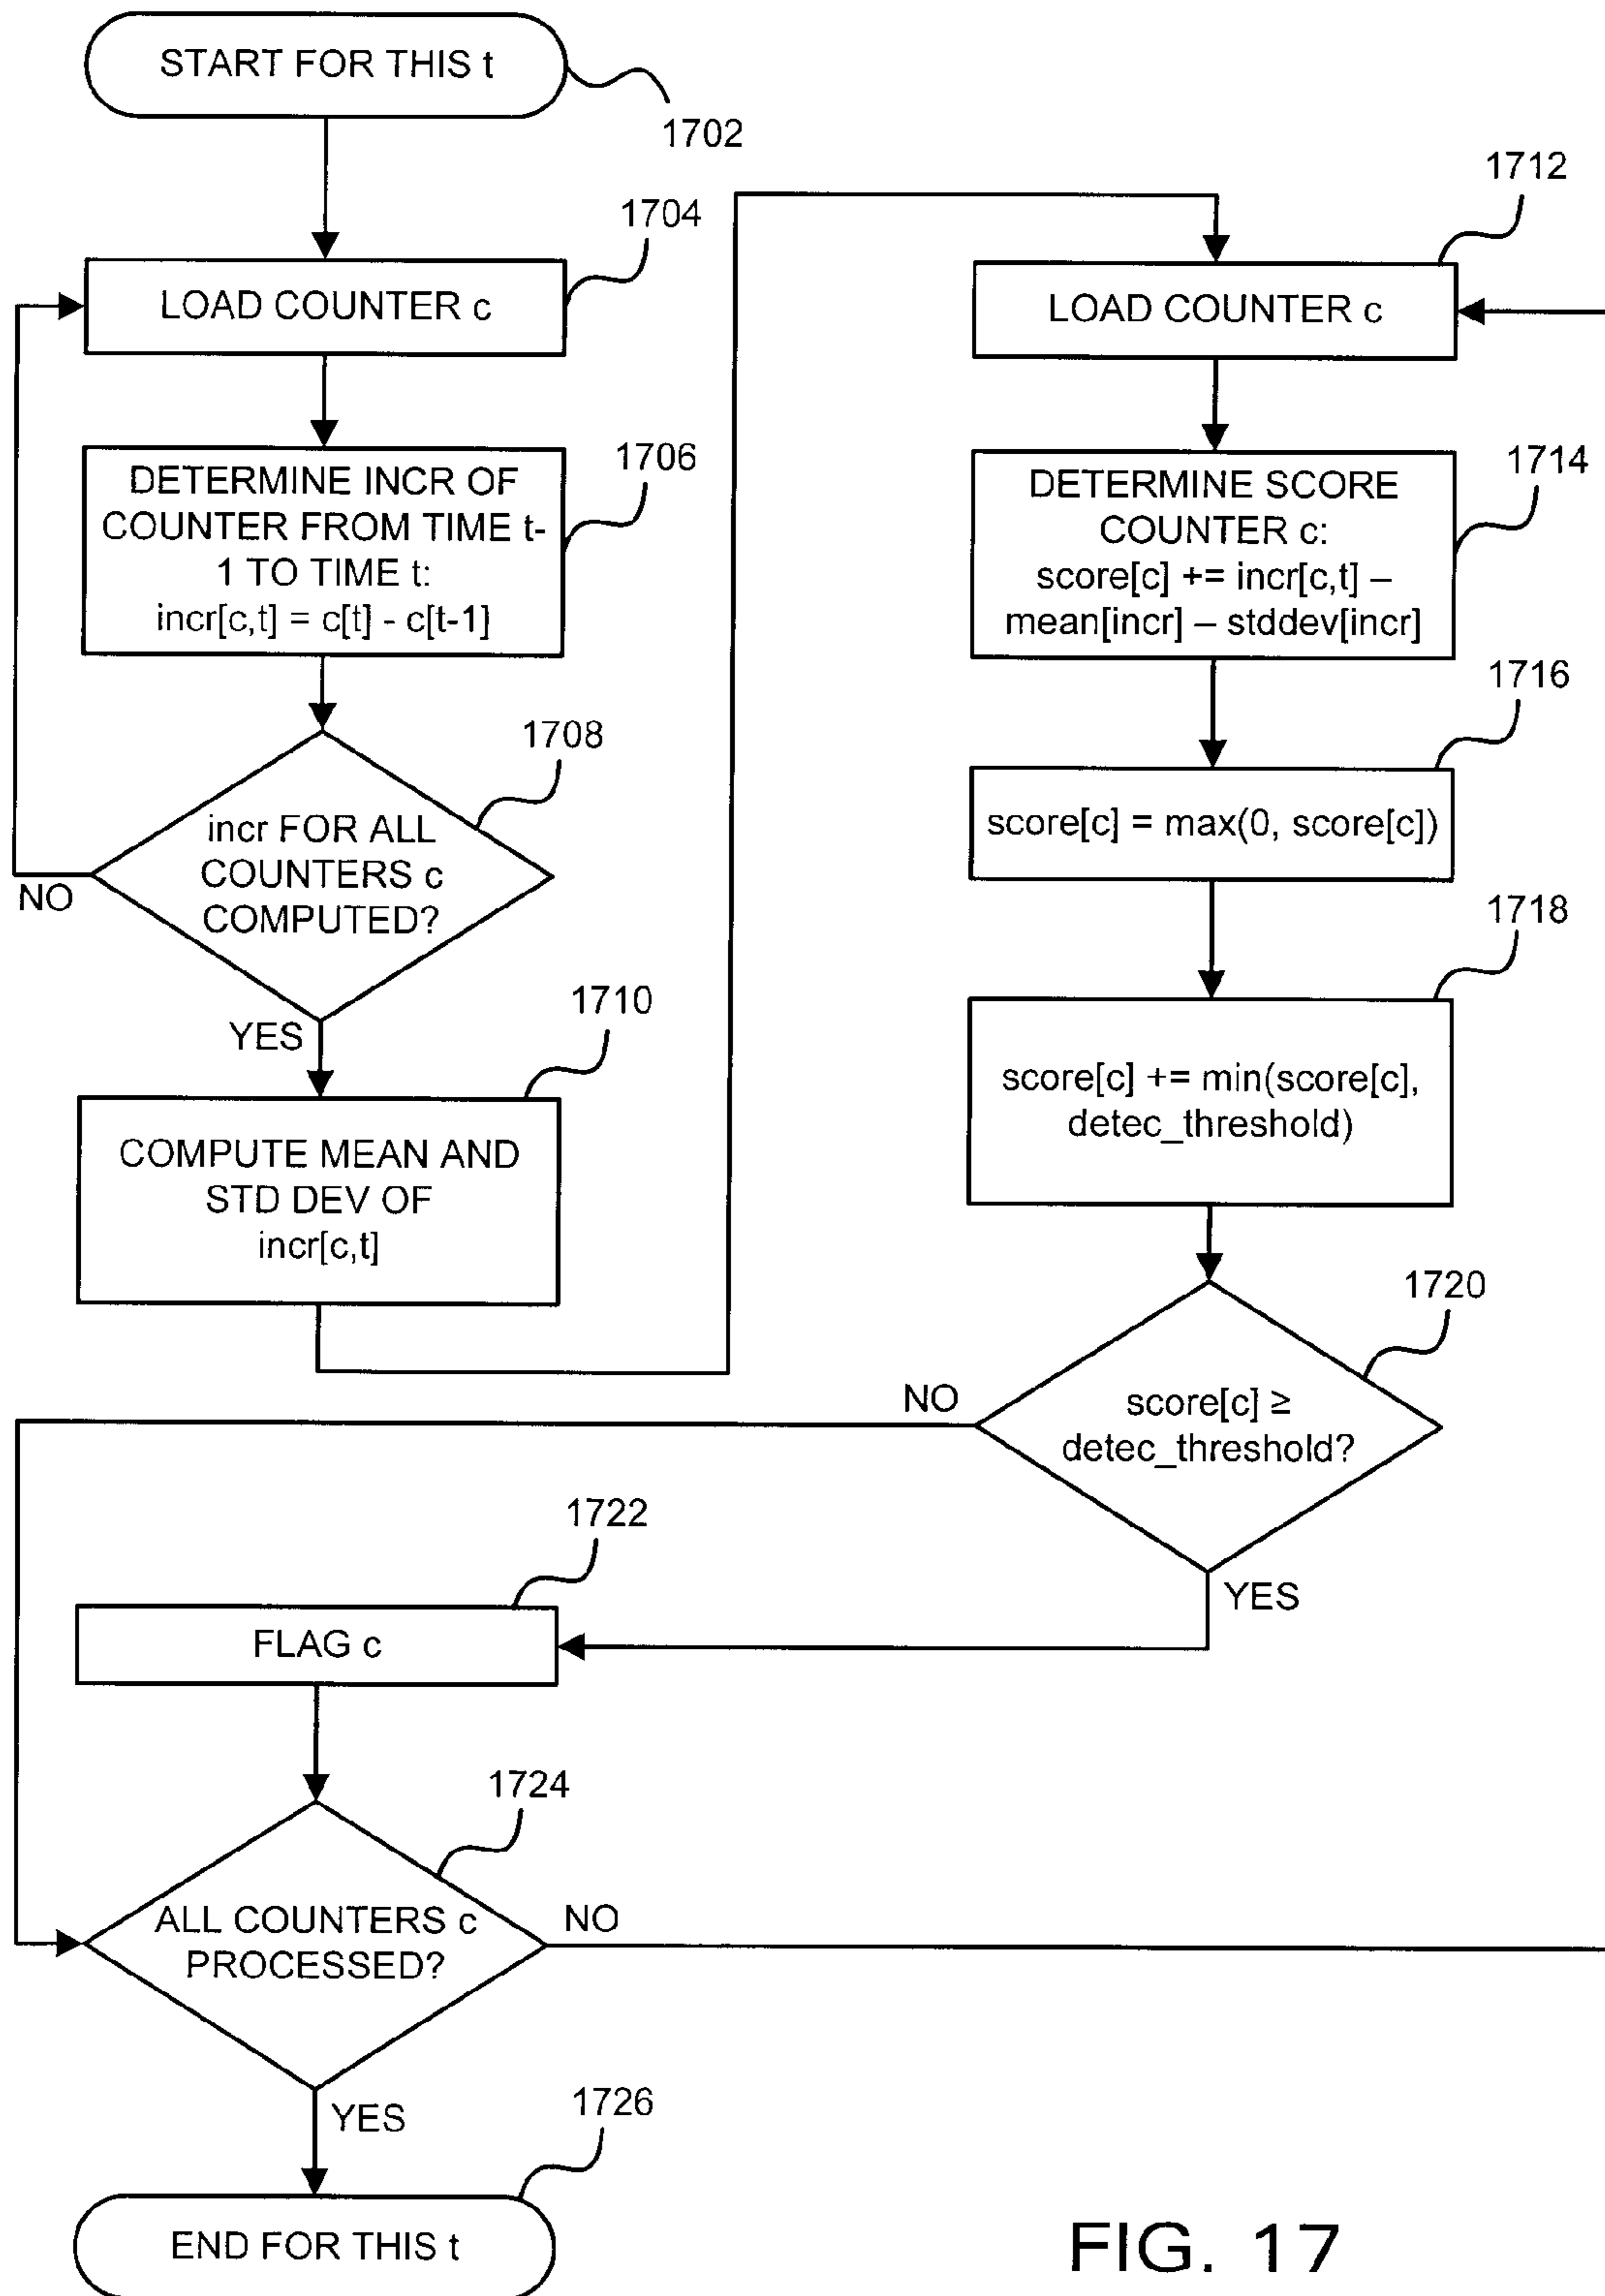 START FOR THIS t
1702
1704
LOAD COUNTER c
1706
DETERMINE INCR OF
COUNTER FROM TIME t-
1 TO TIME t:
incr[c,t] = c[t] - c[t-1]
1708
incr FOR ALL
COUNTERS c
COMPUTED?
NO
YES
1710
COMPUTE MEAN AND
STD DEV OF
incr[c,t]
1712
LOAD COUNTER c
1714
DETERMINE SCORE
COUNTER c:
score[c] += incr[c,t] –
mean[incr] – stddev[incr]
1716
score[c] = max(0, score[c])
1718
score[c] += min(score[c],
detec_threshold)
1720
score[c] ≥
detec_threshold?
NO
YES
1722
FLAG c
1724
ALL COUNTERS c
PROCESSED?
NO
YES
1726
END FOR THIS t
FIG. 17